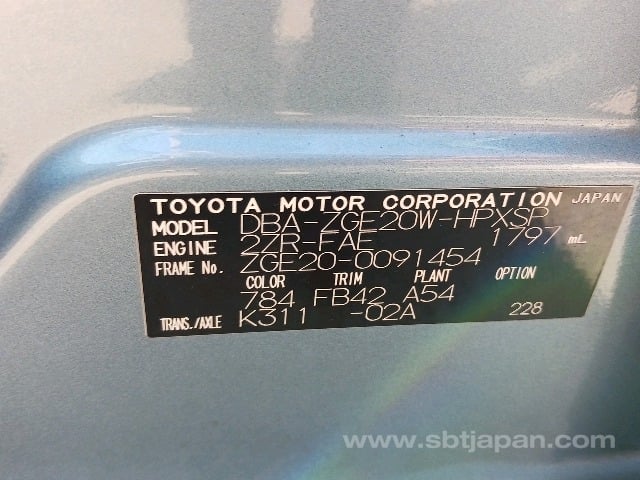 TOYOTA MOTOR CORPORATION JAPAN
MODEL DBA-ZGE20W-HPXSP
ENGINE 2ZR-FAE 1797 mL
FRAME No. ZGE20-0091454
COLOR TRIM PLANT OPTION
784 FB42 A54
TRANS./AXLE K311 -02A 228
www.sbtjapan.com